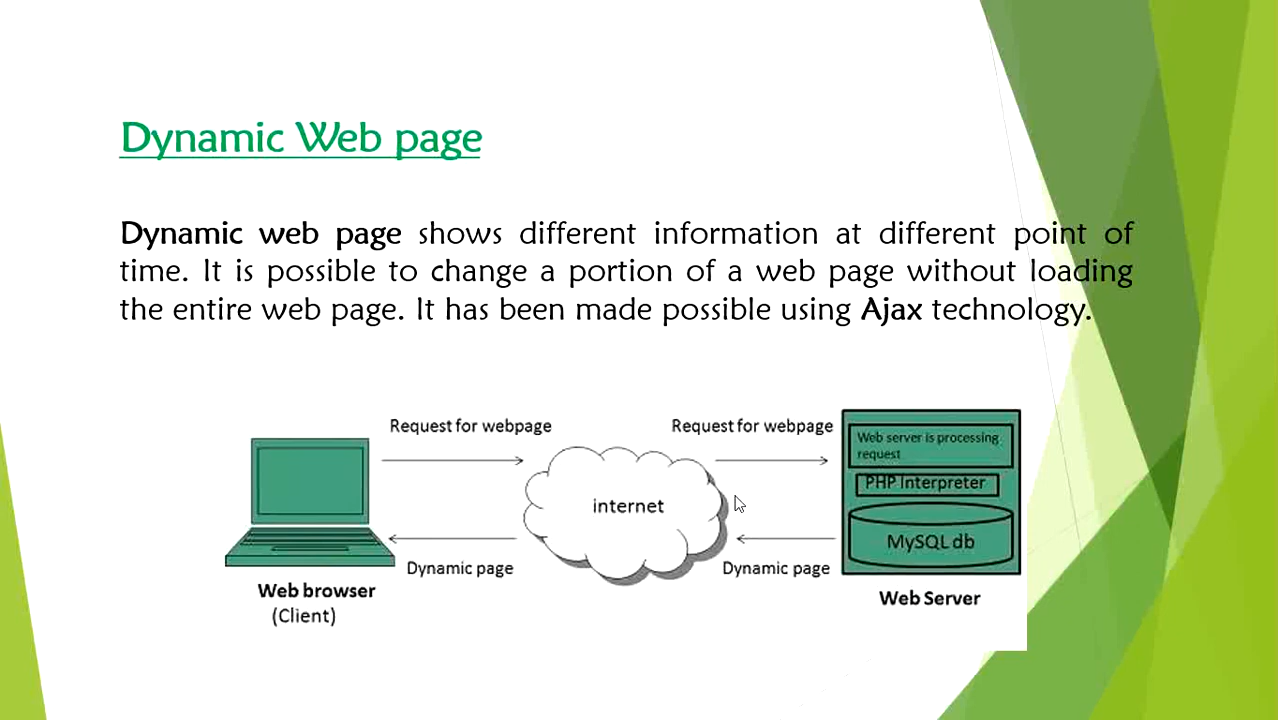 Dynamic Web page
Dynamic web page shows different information at different point of
time. It is possible to change a portion of a web page without loading
the entire web page. It has been made possible using Ajax technology.
Request for webpage
Request for webpage
Web server is processing
request
PHP Interpreter
internet
MySQL db
Dynamic page
Dynamic page
Web browser
(Client)
Web Server